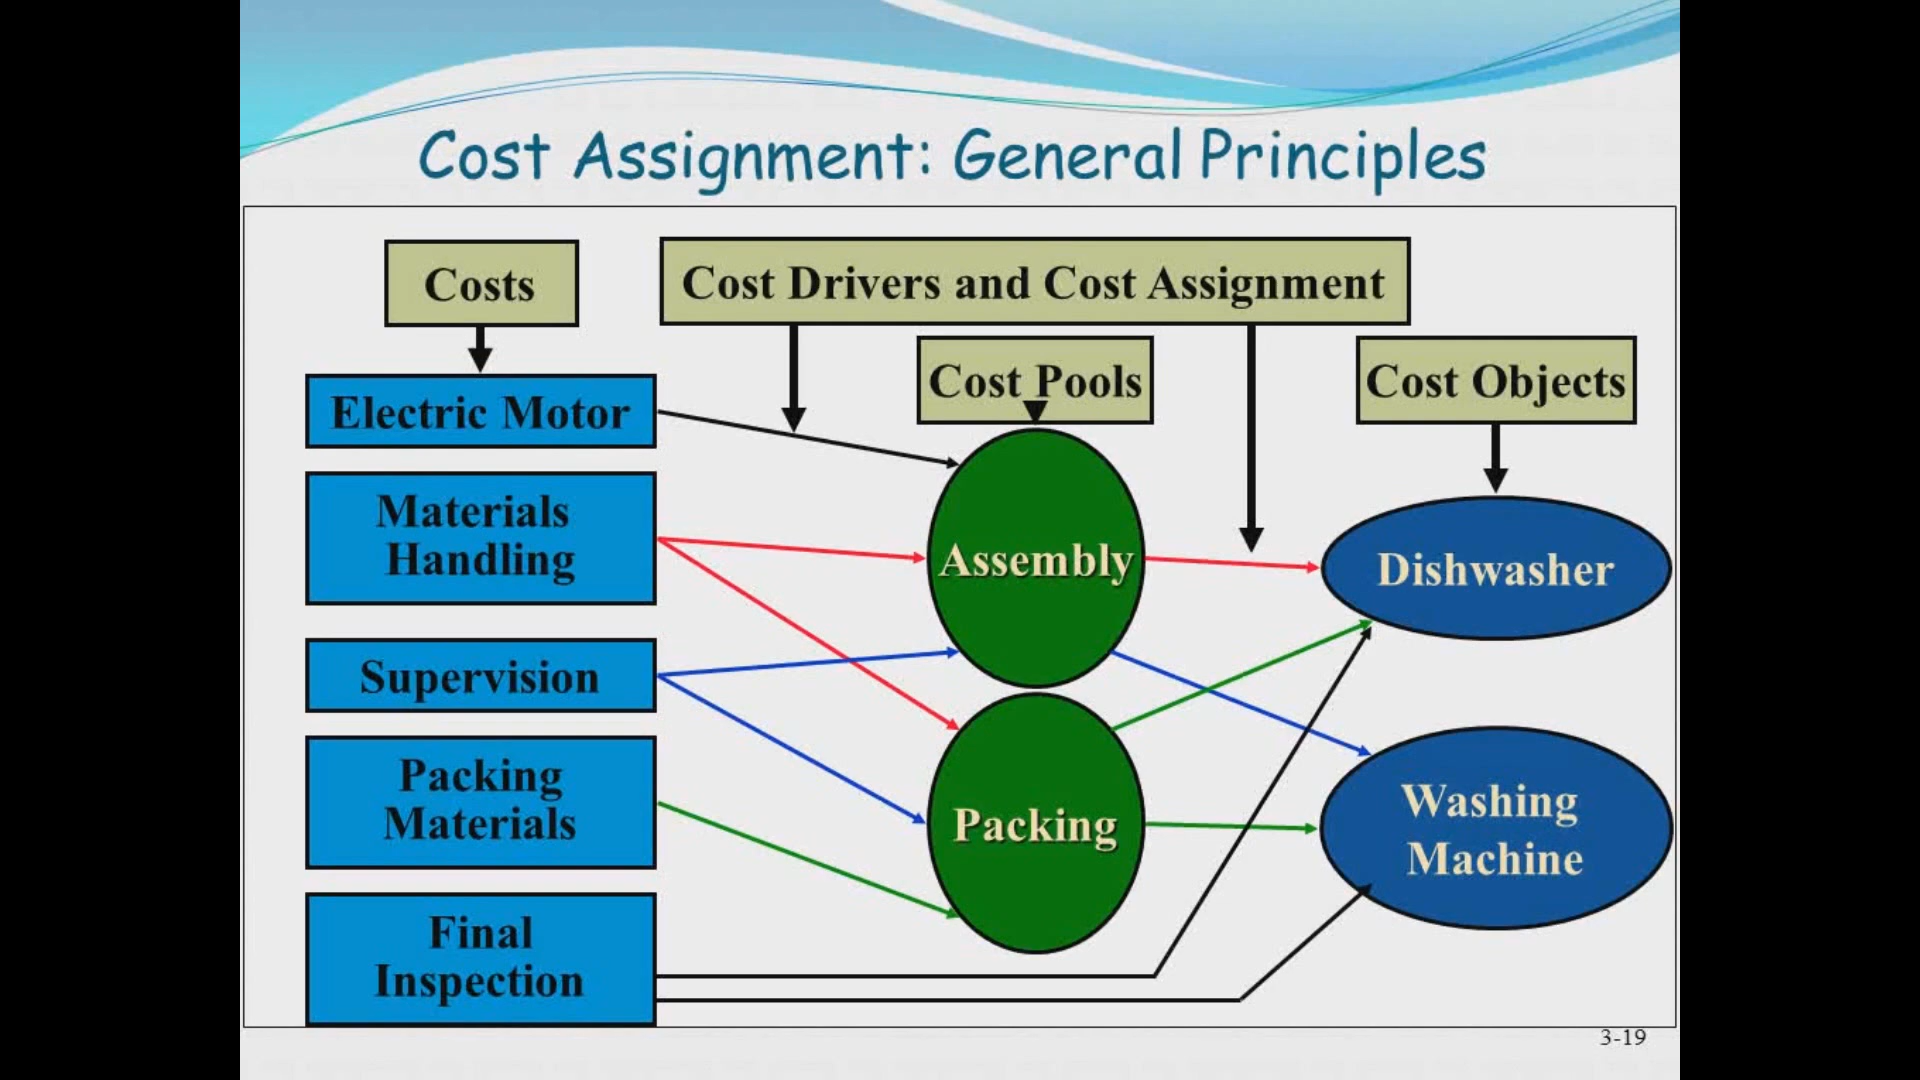 Cost Assignment: General Principles
Costs
Cost Drivers and Cost Assignment
Cost Pools
Cost Objects
Electric Motor
Materials
Handling
Supervision
Packing
Materials
Final
Inspection
Assembly
Packing
Dishwasher
Washing
Machine
3-19